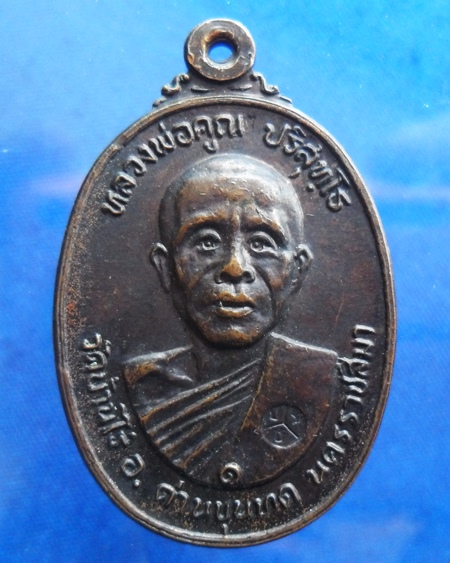 หลวงพ่อคูณ ปริสุทฺโธ
๑
วัดบ้านไร่ อ. ด่านขุนทด นครราชสีมา